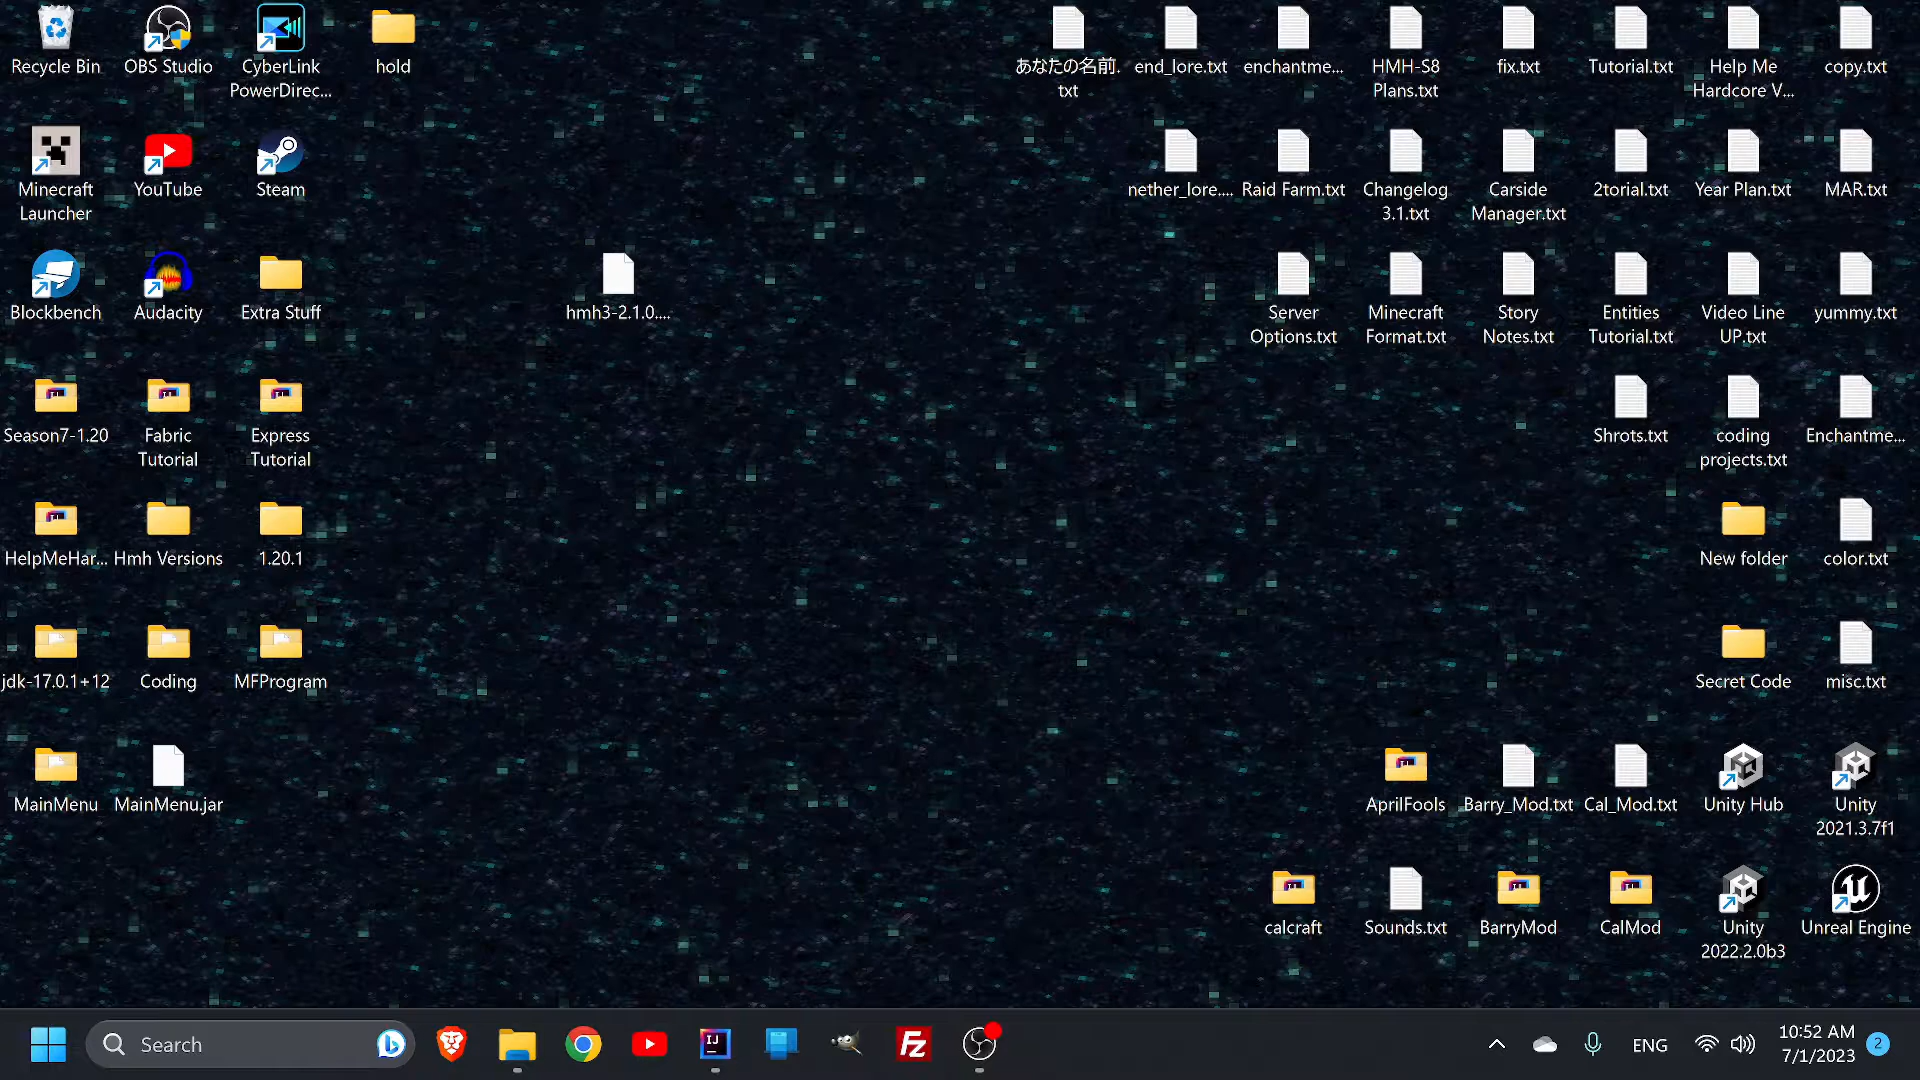 Recycle Bin
OBS Studio
CyberLink
PowerDirec...
hold
あなたの名前.
txt
end_lore.txt
enchantme...
HMH-S8
Plans.txt
fix.txt
Tutorial.txt
Help Me
Hardcore V...
copy.txt
Minecraft
Launcher
YouTube
Steam
nether_lore....
Raid Farm.txt
Changelog
3.1.txt
Carside
Manager.txt
2torial.txt
Year Plan.txt
MAR.txt
Blockbench
Audacity
Extra Stuff
hmh3-2.1.0....
Server
Options.txt
Minecraft
Format.txt
Story
Notes.txt
Entities
Tutorial.txt
Video Line
UP.txt
yummy.txt
Season7-1.20
Fabric
Tutorial
Express
Tutorial
Shrots.txt
coding
projects.txt
Enchantme...
HelpMeHar...
Hmh Versions
1.20.1
New folder
color.txt
jdk-17.0.1+12
Coding
MFProgram
Secret Code
misc.txt
MainMenu
MainMenu.jar
AprilFools
Barry_Mod.txt
Cal_Mod.txt
Unity Hub
Unity
2021.3.7f1
calcraft
Sounds.txt
BarryMod
CalMod
Unity
2022.2.0b3
Unreal Engine
Search
IJ
Fz
ENG
10:52 AM
7/1/2023
2